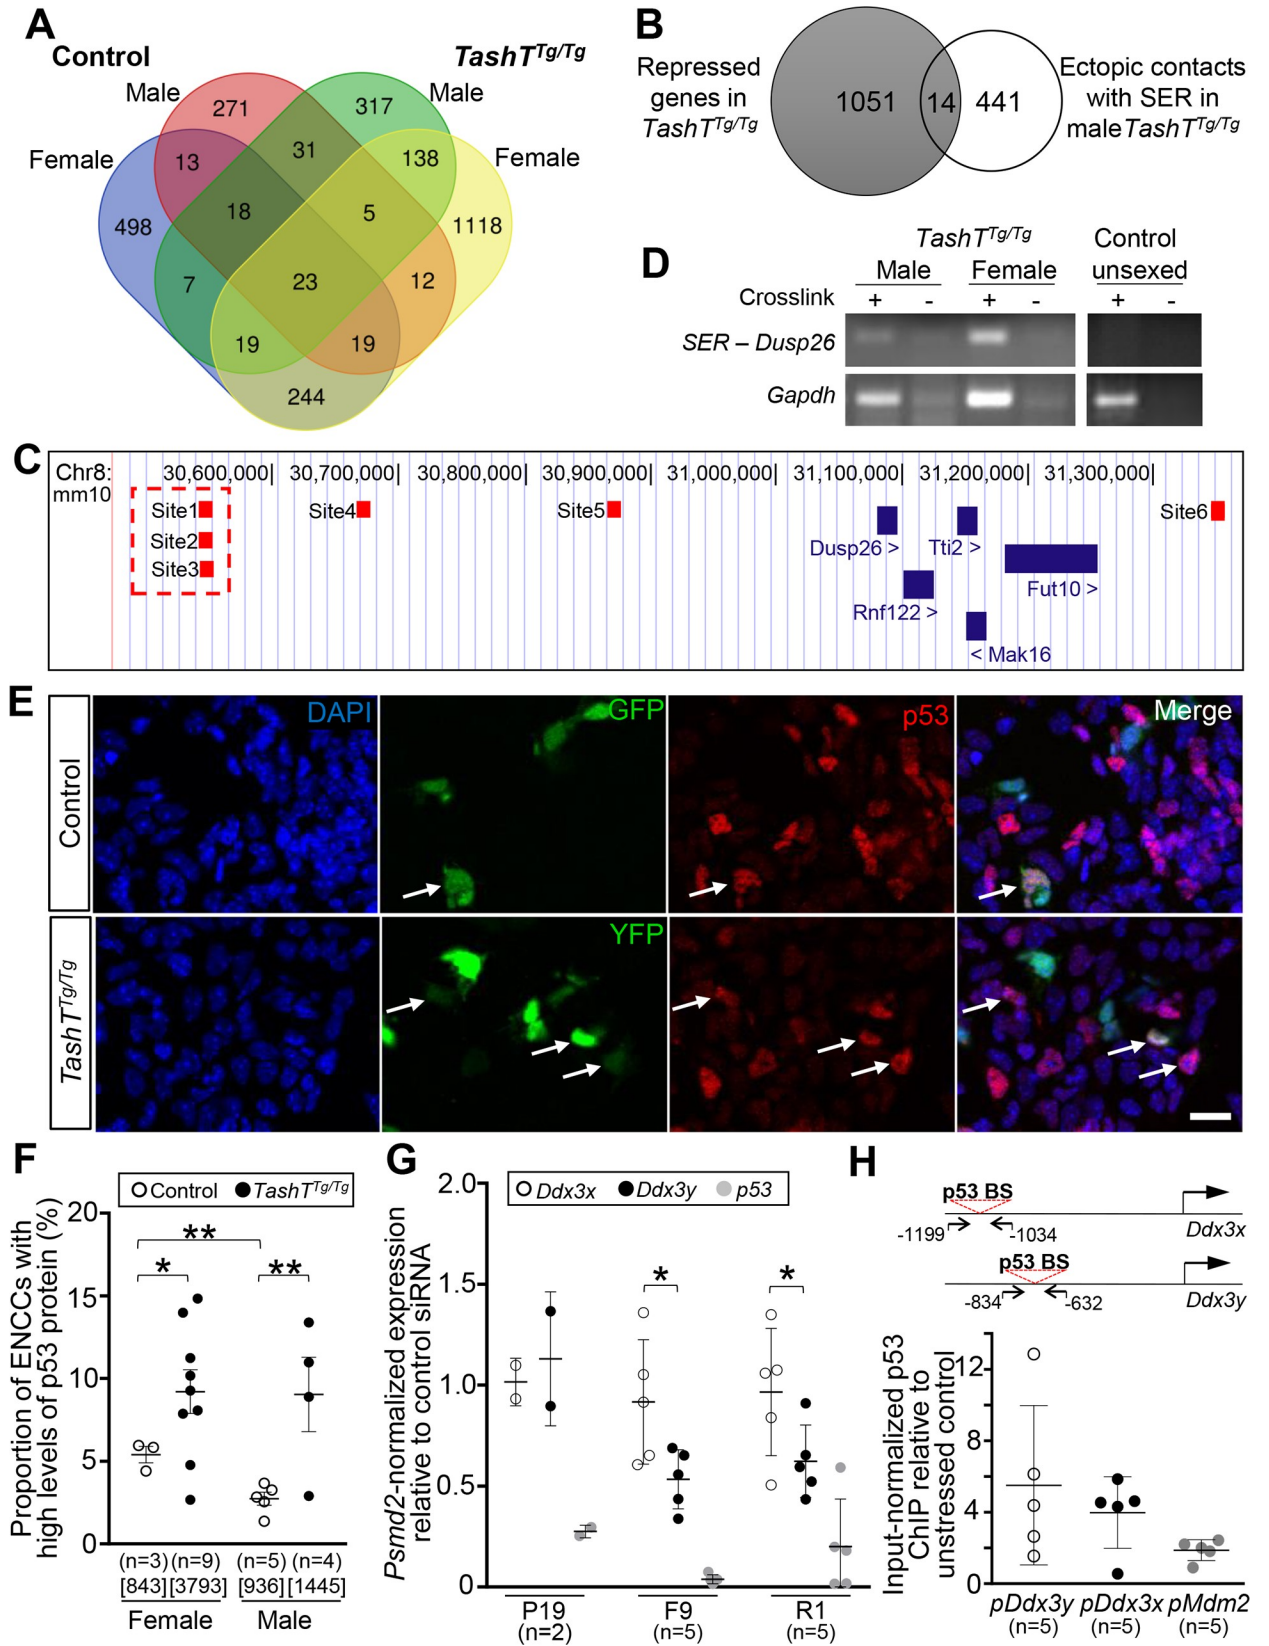 A
Control
TashT^Tg/Tg
Male
Male
Female
Female
271
317
13
31
138
498
18
5
1118
7
23
12
19
19
244
B
Repressed
genes in
TashT^Tg/Tg
1051
14
441
Ectopic contacts
with SER in
male TashT^Tg/Tg
D
TashT^Tg/Tg
Control
Male
Female
unsexed
Crosslink
+ - + - + -
SER – Dusp26
Gapdh
C
Chr8:
mm10
30,600,000|
30,700,000|
30,800,000|
30,900,000|
31,000,000|
31,100,000|
31,200,000|
31,300,000|
Site1
Site2
Site3
Site4
Site5
Site6
Dusp26 >
Tti2 >
Rnf122 >
Fut10 >
< Mak16
E
Control
DAPI
GFP
p53
Merge
TashT^Tg/Tg
YFP
F
Control
TashT^Tg/Tg
Proportion of ENCCs with
high levels of p53 protein (%)
20
15
10
5
0
**
*
**
(n=3) (n=9) (n=5) (n=4)
[843] [3793] [936] [1445]
Female
Male
G
Ddx3x
Ddx3y
p53
Psmd2-normalized expression
relative to control siRNA
2.0
1.5
1.0
0.5
0
*
*
P19
(n=2)
F9
(n=5)
R1
(n=5)
H
p53 BS
-1199
-1034
Ddx3x
p53 BS
-834
-632
Ddx3y
Input-normalized p53
ChIP relative to
unstressed control
12
8
4
0
pDdx3y pDdx3x pMdm2
(n=5) (n=5) (n=5)